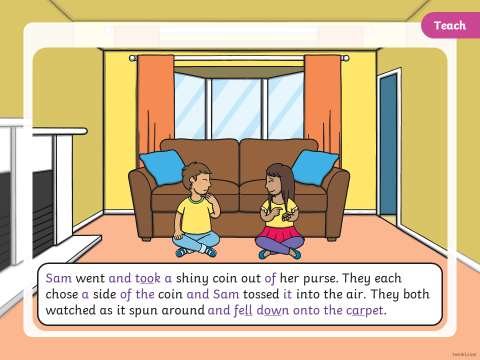 Teach
Sam went and took a shiny coin out of her purse. They each
chose a side of the coin and Sam tossed it into the air. They both
watched as it spun around and fell down onto the carpet.
twinkl.com